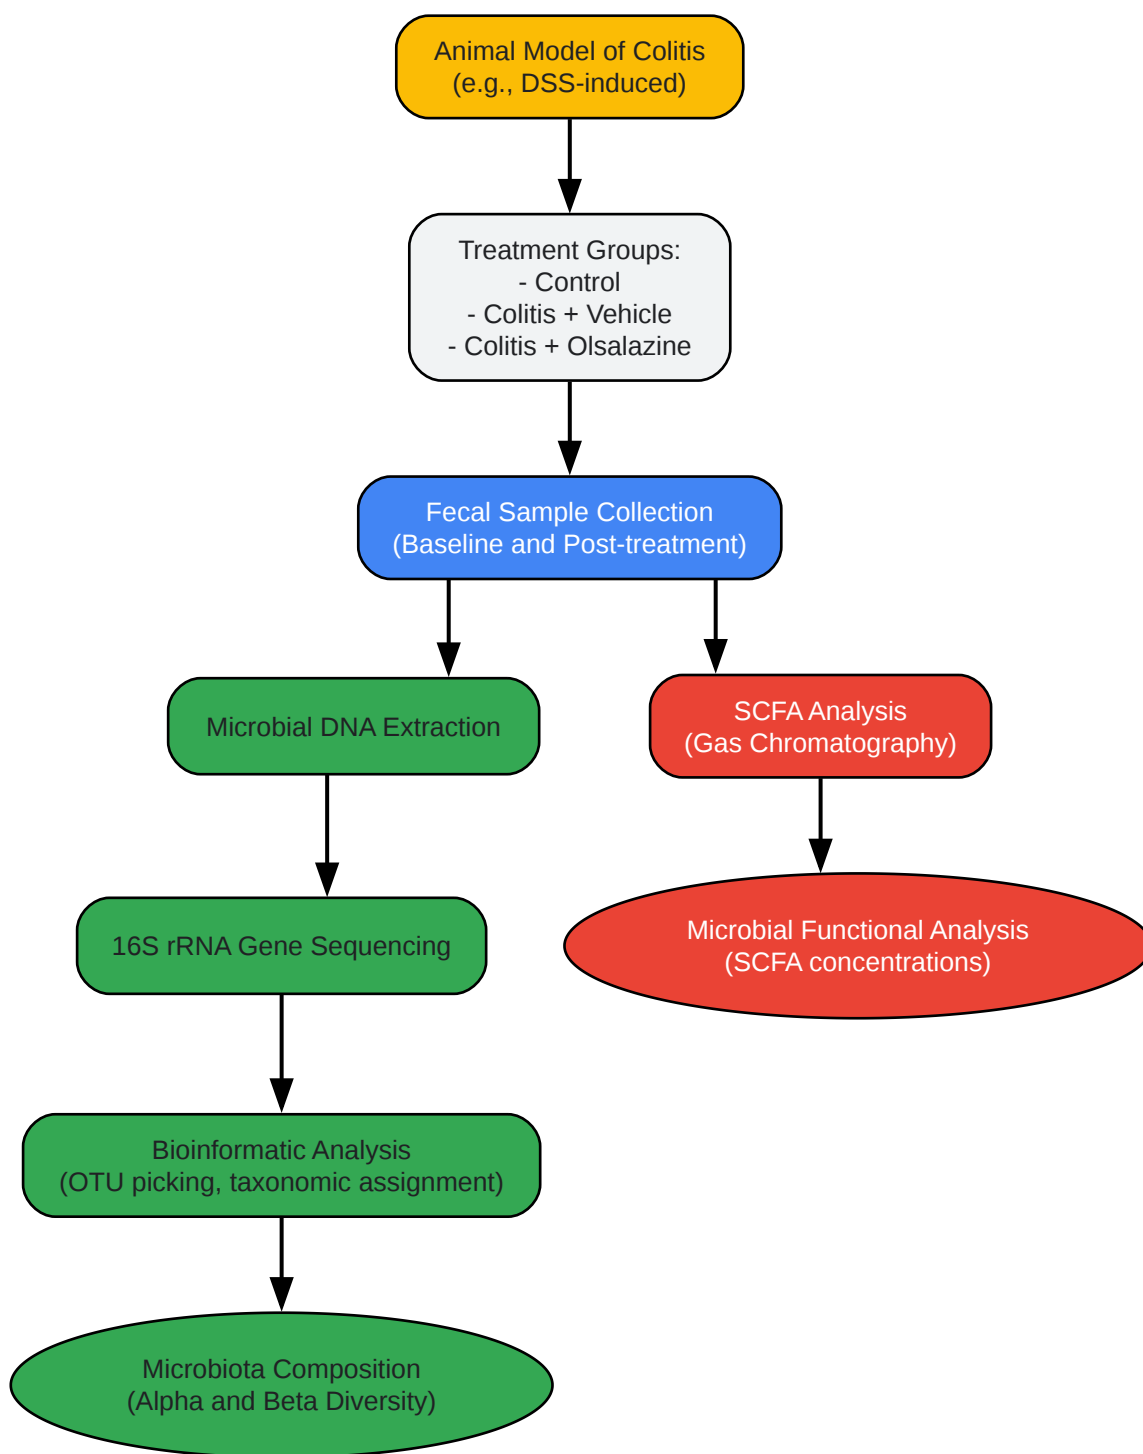 Animal Model of Colitis
(e.g., DSS-induced)
Treatment Groups:
- Control
- Colitis + Vehicle
- Colitis + Olsalazine
Fecal Sample Collection
(Baseline and Post-treatment)
Microbial DNA Extraction
SCFA Analysis
(Gas Chromatography)
16S rRNA Gene Sequencing
Microbial Functional Analysis
(SCFA concentrations)
Bioinformatic Analysis
(OTU picking, taxonomic assignment)
Microbiota Composition
(Alpha and Beta Diversity)